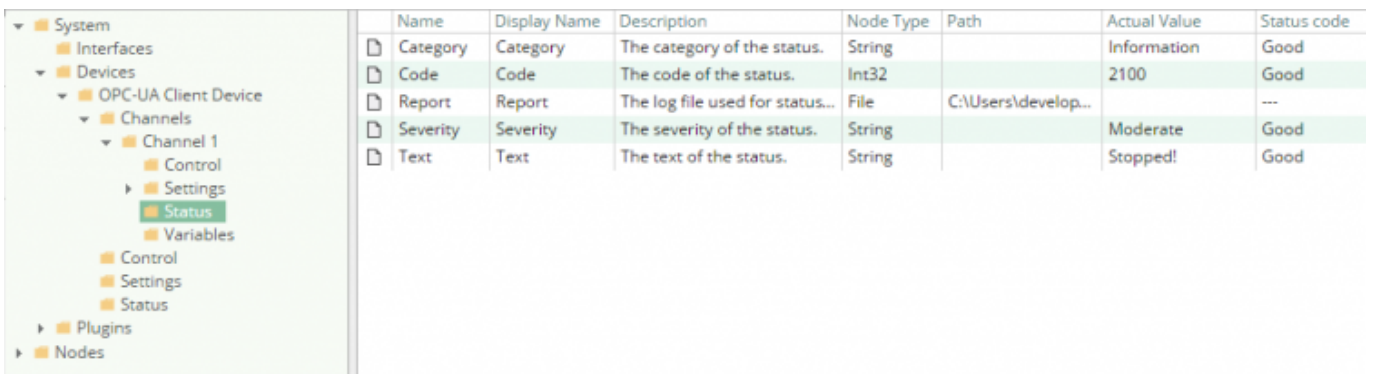 System
Interfaces
Devices
OPC-UA Client Device
Channels
Channel 1
Control
Settings
Status
Variables
Control
Settings
Status
Plugins
Nodes
Name Display Name Description Node Type Path Actual Value Status code
Category Category The category of the status. String Information Good
Code Code The code of the status. Int32 2100 Good
Report Report The log file used for status... File C:\Users\develop... ---
Severity Severity The severity of the status. String Moderate Good
Text Text The text of the status. String Stopped! Good